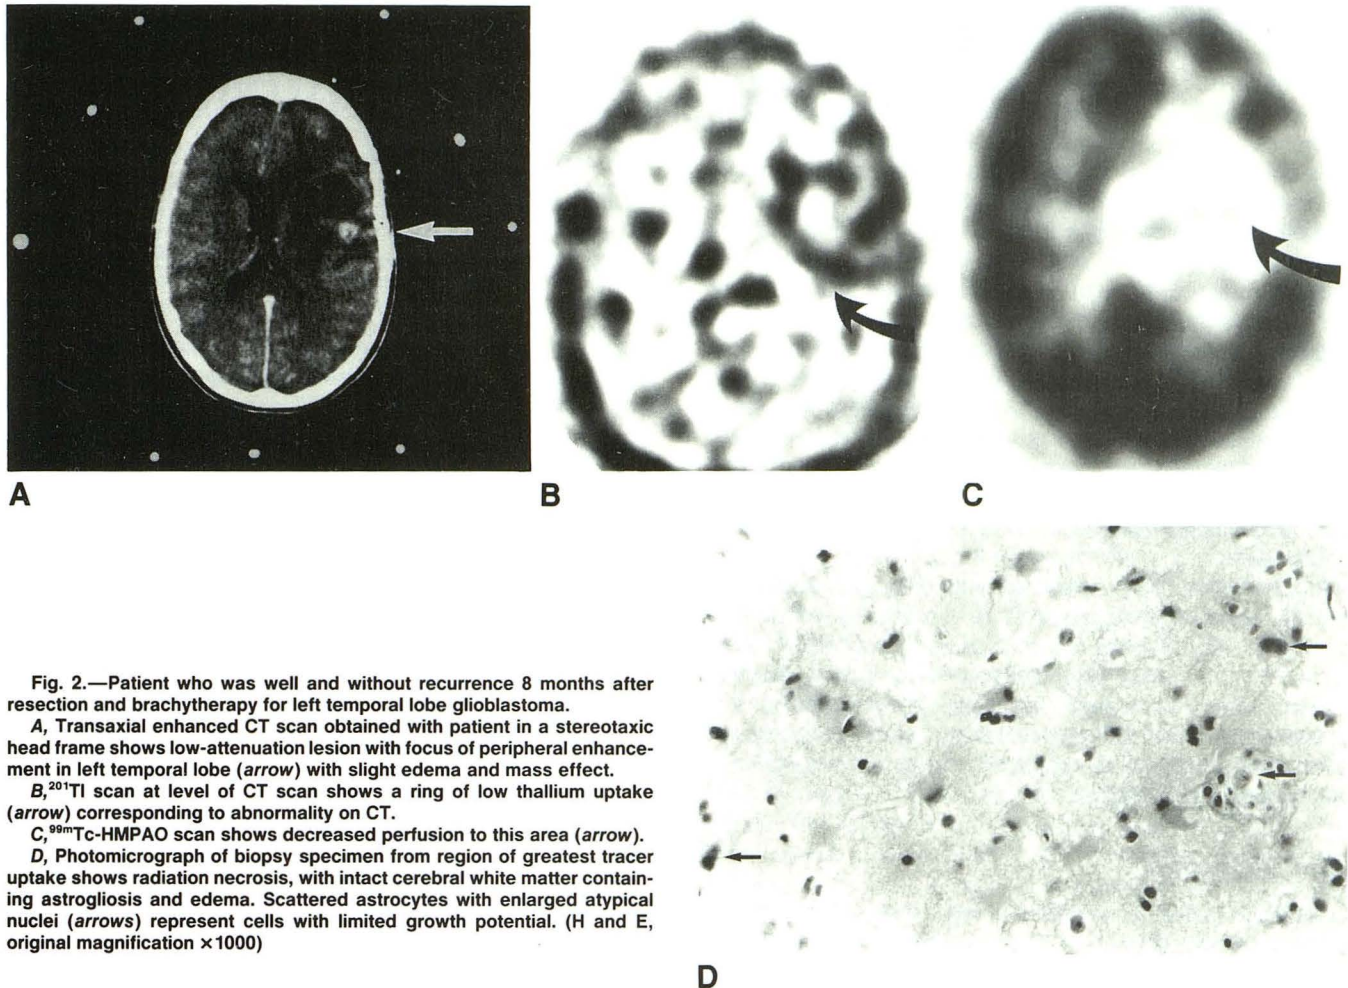 A
B
C
Fig. 2.—Patient who was well and without recurrence 8 months after
resection and brachytherapy for left temporal lobe glioblastoma.
A, Transaxial enhanced CT scan obtained with patient in a stereotaxic
head frame shows low-attenuation lesion with focus of peripheral enhance-
ment in left temporal lobe (arrow) with slight edema and mass effect.
B,²⁰¹Tl scan at level of CT scan shows a ring of low thallium uptake
(arrow) corresponding to abnormality on CT.
C,⁹⁹ᵐTc-HMPAO scan shows decreased perfusion to this area (arrow).
D, Photomicrograph of biopsy specimen from region of greatest tracer
uptake shows radiation necrosis, with intact cerebral white matter contain-
ing astrogliosis and edema. Scattered astrocytes with enlarged atypical
nuclei (arrows) represent cells with limited growth potential. (H and E,
original magnification ×1000)
D